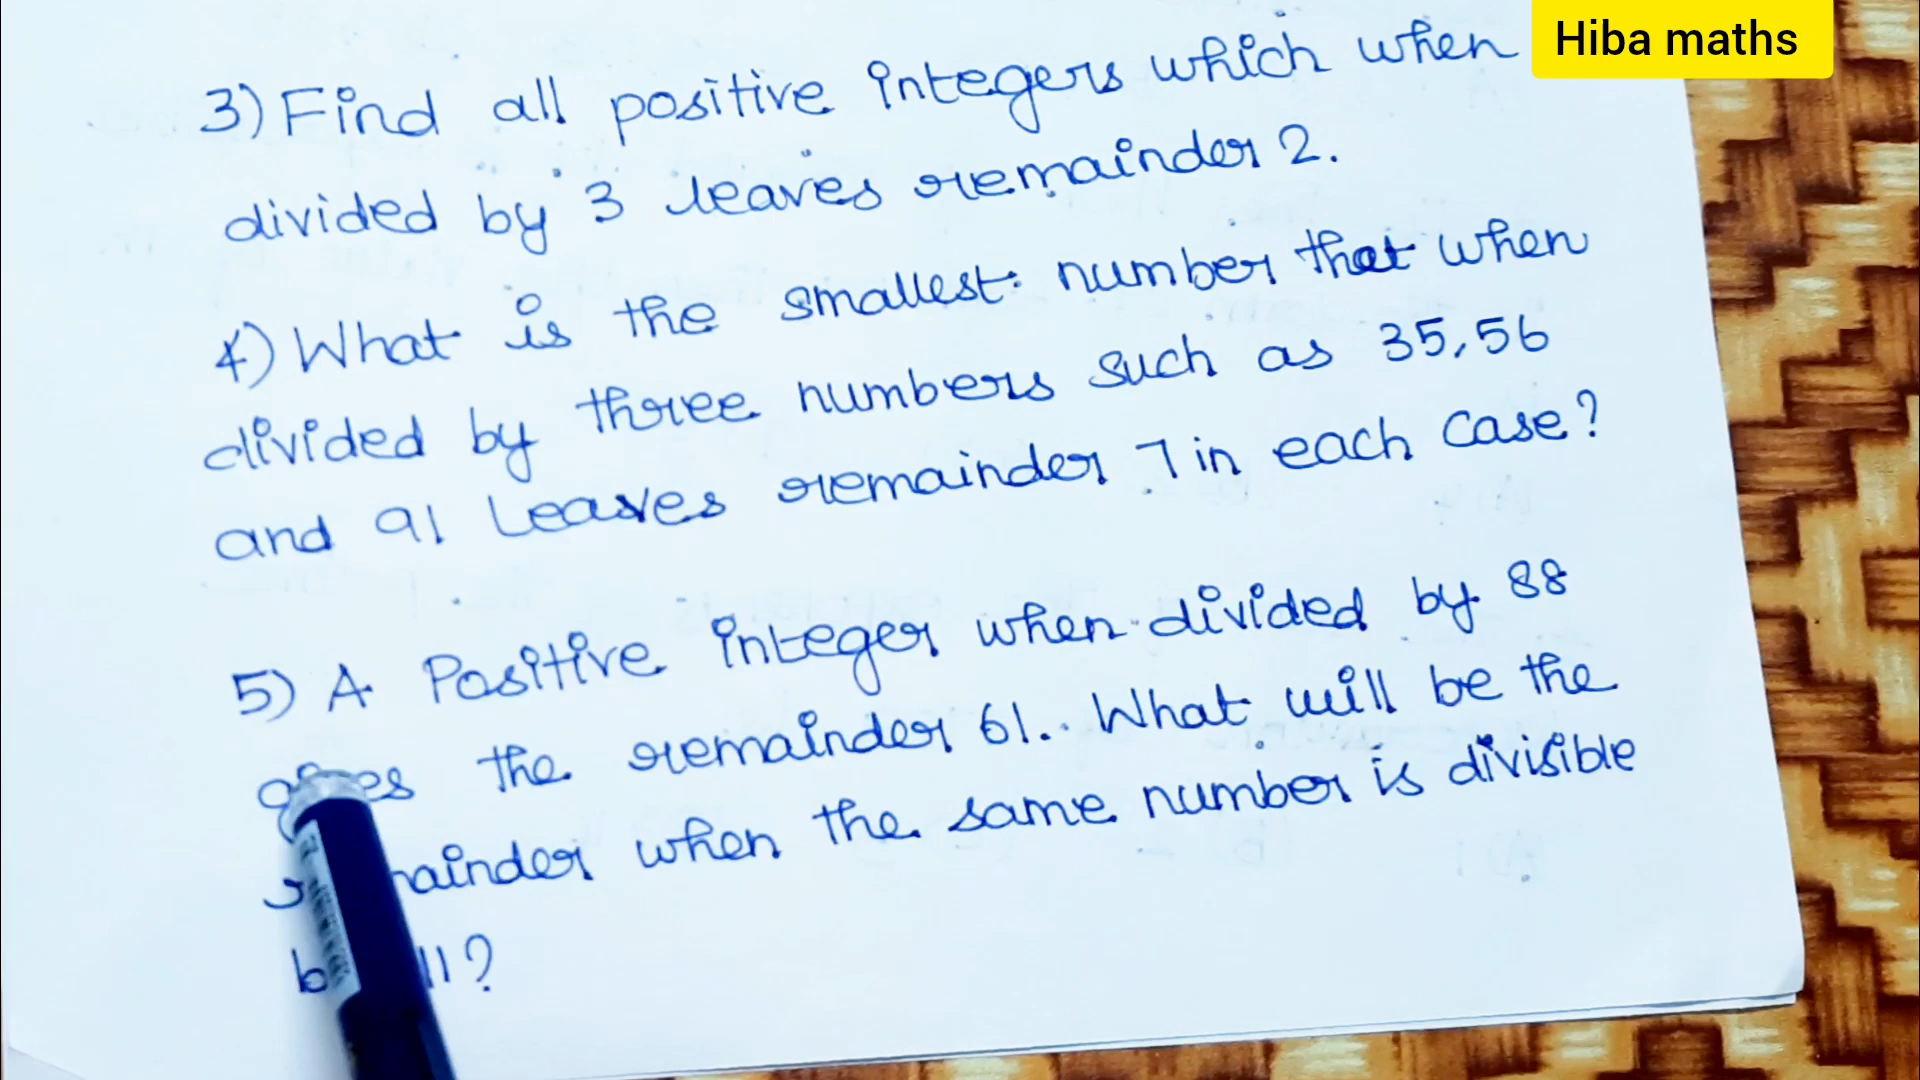 Hiba maths
3) Find all positive integers which when
divided by 3 leaves remainder 2.
4) What is the smallest number that when
divided by three numbers such as 35,56
and 91 leaves remainder 7 in each case?
5) A Positive integer when divided by 88
the remainder 61. What will be the
when the same number is divisible
11?